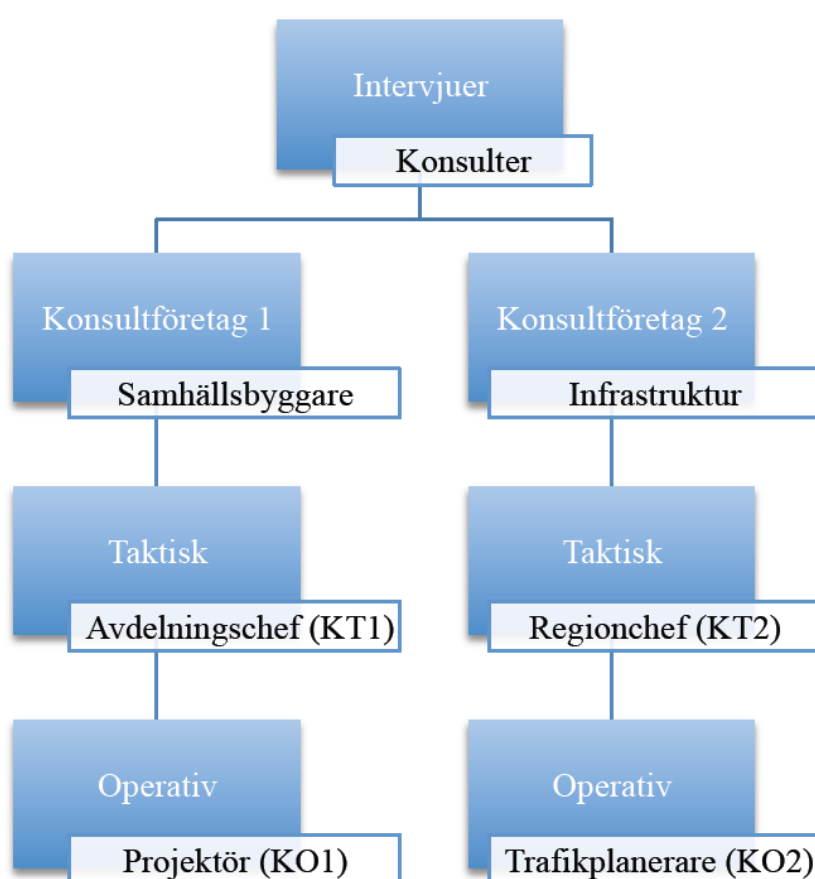 Intervjuer
Konsulter
Konsultföretag 1
Samhällsbyggare
Konsultföretag 2
Infrastruktur
Taktisk
Avdelningschef (KT1)
Taktisk
Regionchef (KT2)
Operativ
Projektör (KO1)
Operativ
Trafikplanerare (KO2)